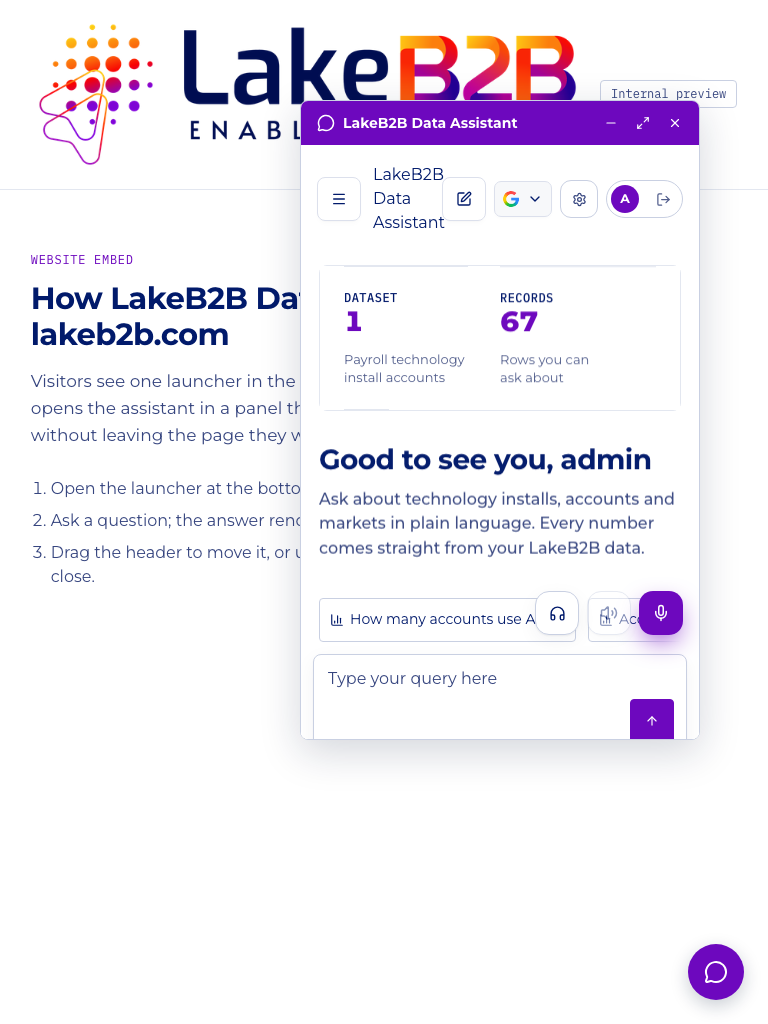 LakeB2B
ENABL
Internal preview
LakeB2B Data Assistant
LakeB2B
Data
Assistant
A
DATASET
1
Payroll technology
install accounts
RECORDS
67
Rows you can
ask about
Good to see you, admin
Ask about technology installs, accounts and
markets in plain language. Every number
comes straight from your LakeB2B data.
How many accounts use A
Type your query here
WEBSITE EMBED
How LakeB2B Da
lakeb2b.com
Visitors see one launcher in the
opens the assistant in a panel th
without leaving the page they w
1. Open the launcher at the botto
2. Ask a question; the answer rend
3. Drag the header to move it, or u
close.